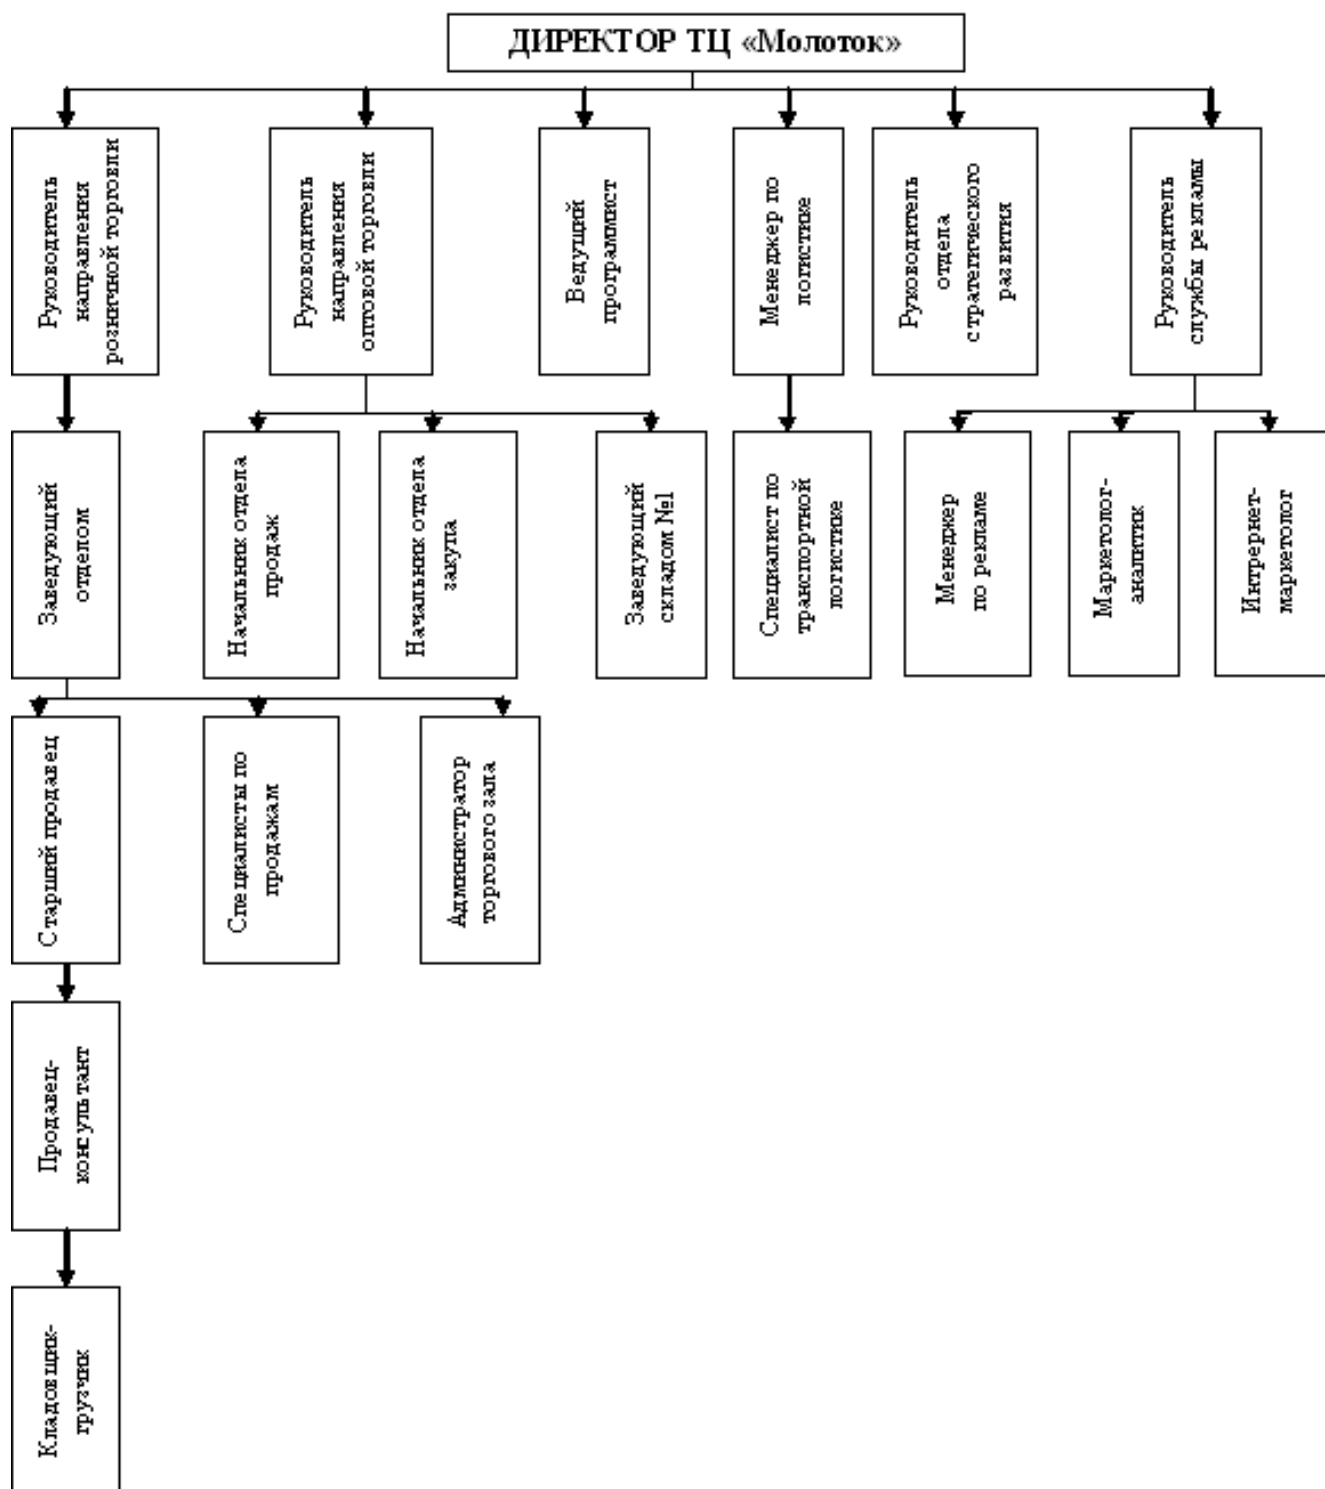 ДИРЕКТОР ТЦ «Молоток»
Руководитель
направления
розничной торговли
Руководитель
направления
оптовой торговли
Ведущий
программист
Менеджер по
логистике
Руководитель
отдела
стратегического
развития
Руководитель
службы рекламы
Заведующий
отделом
Начальник отдела
продаж
Начальник отдела
закупа
Заведующий
складом №1
Специалист по
транспортной
логистике
Менеджер
по рекламе
Маркетолог-
аналитик
Интрернет-
маркетолог
Старший продавец
Специалисты по
продажам
Администратор
торгового зала
Продавец-
консультант
Кладовщик-
грузчик